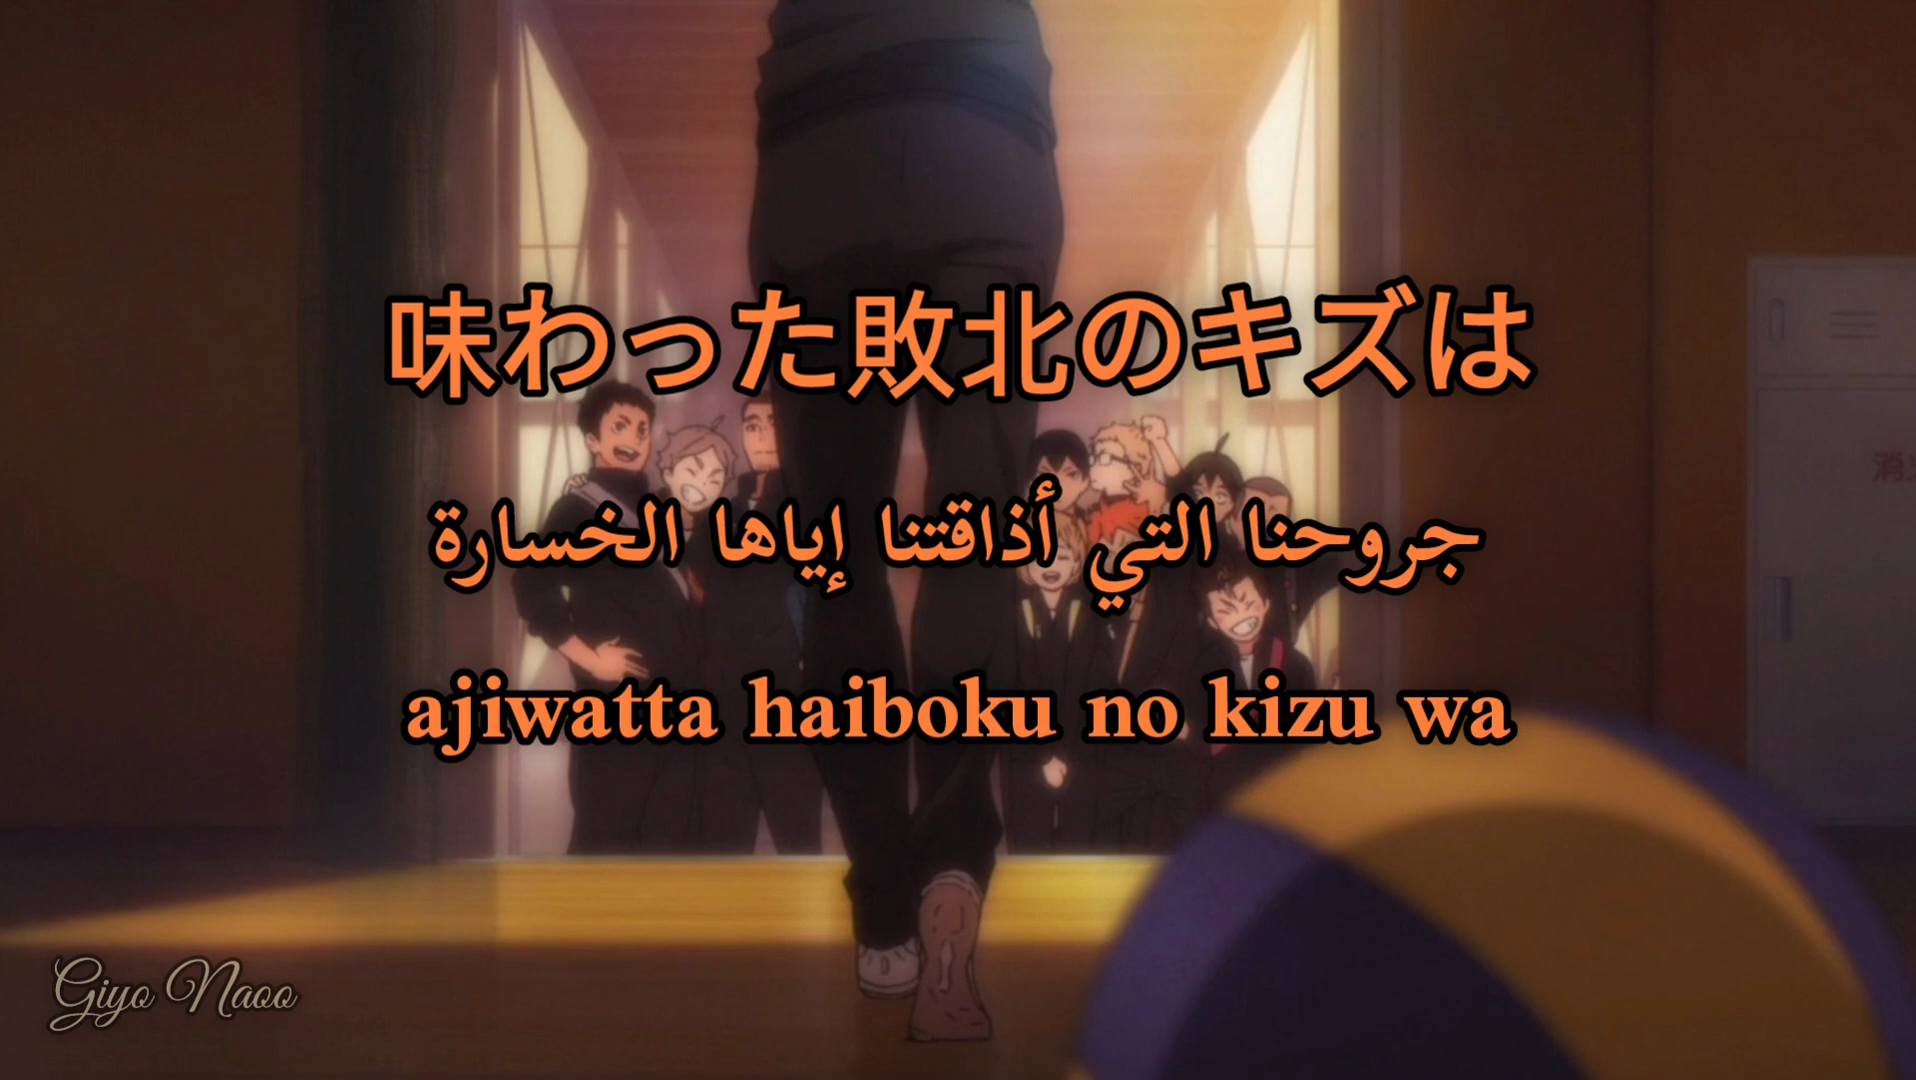 味わった敗北のキズは
جروحنا التي أذاقتنا إياها الخسارة
ajiwatta haiboku no kizu wa
消
Giyo Naoo